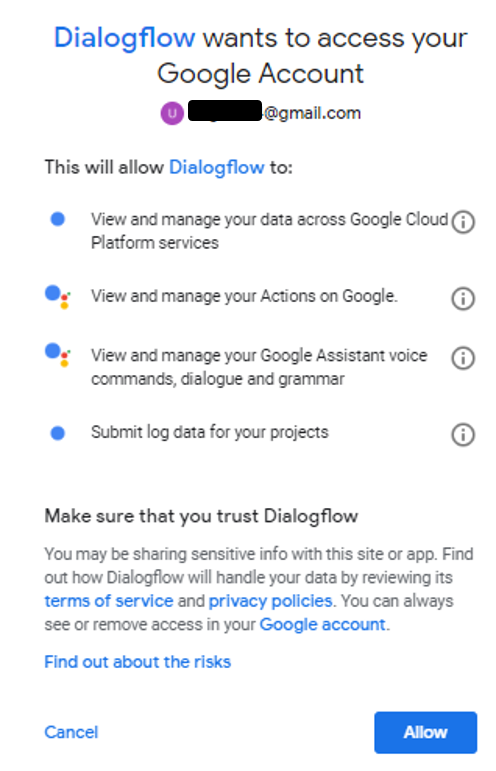 Dialogflow wants to access your
Google Account
U @gmail.com
This will allow Dialogflow to:
View and manage your data across Google Cloud
Platform services
View and manage your Actions on Google.
View and manage your Google Assistant voice
commands, dialogue and grammar
Submit log data for your projects
Make sure that you trust Dialogflow
You may be sharing sensitive info with this site or app. Find
out how Dialogflow will handle your data by reviewing its
terms of service and privacy policies. You can always
see or remove access in your Google account.
Find out about the risks
Cancel
Allow